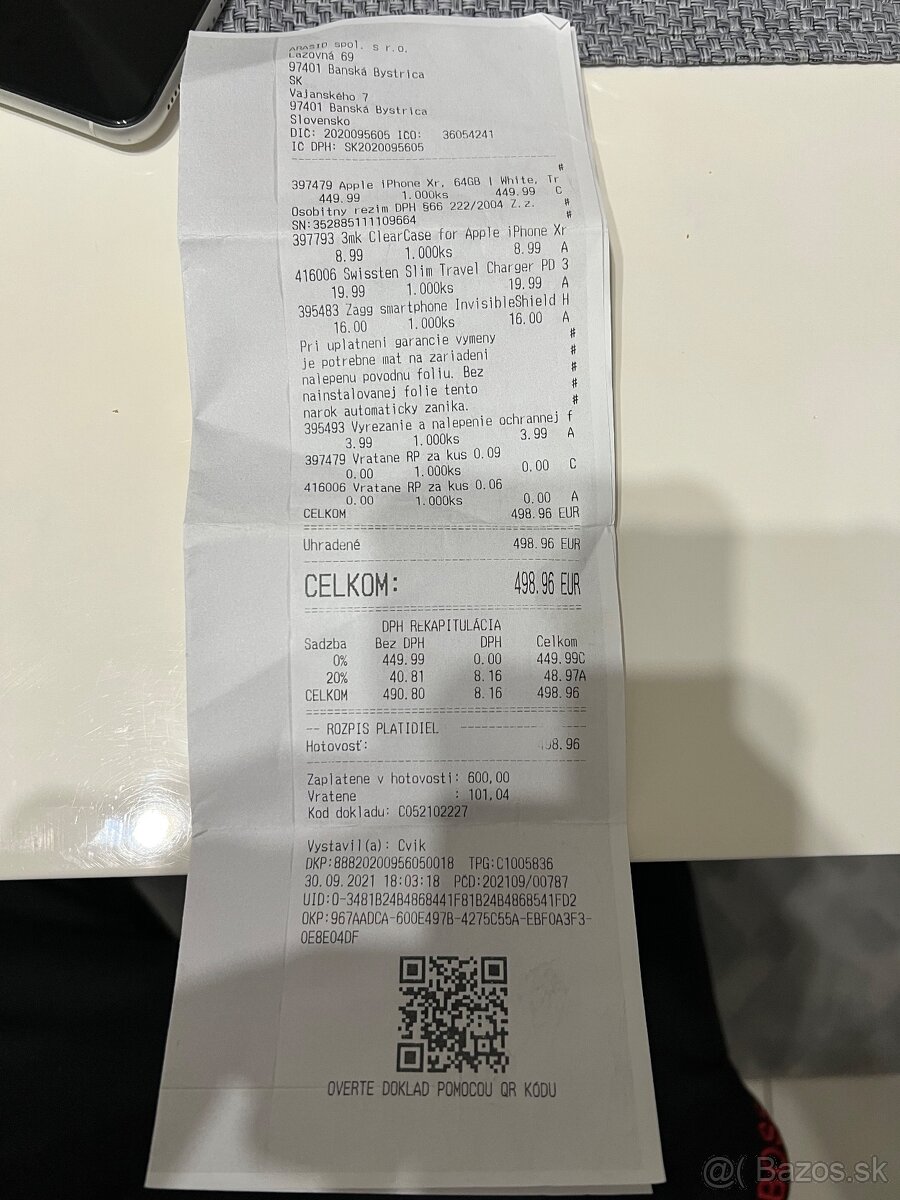 ARASID spol. s r.o.
Lazovná 69
97401 Banská Bystrica
SK
Vajanského 7
97401 Banská Bystrica
Slovensko
DIČ: 2020095605 IČO: 36054241
IČ DPH: SK2020095605
#
397479 Apple iPhone Xr, 64GB | White, Tr
449.99 1.000ks 449.99 C
Osobitny rezim DPH §66 222/2004 Z.z. #
SN:352885111109664 #
397793 3mk ClearCase for Apple iPhone Xr
8.99 1.000ks 8.99 A
416006 Swissten Slim Travel Charger PD 3
19.99 1.000ks 19.99 A
395483 Zagg smartphone InvisibleShield H
16.00 1.000ks 16.00 A
Pri uplatneni garancie vymeny #
je potrebne mat na zariadeni #
nalepenu povodnu foliu. Bez #
nainstalovanej folie tento #
narok automaticky zanika. #
395493 Vyrezanie a nalepenie ochrannej f
3.99 1.000ks 3.99 A
397479 Vratane RP za kus 0.09
0.00 1.000ks 0.00 C
416006 Vratane RP za kus 0.06
0.00 1.000ks 0.00 A
CELKOM 498.96 EUR
Uhradené 498.96 EUR
CELKOM: 498.96 EUR
DPH REKAPITULÁCIA
Sadzba Bez DPH DPH Celkom
0% 449.99 0.00 449.99C
20% 40.81 8.16 48.97A
CELKOM 490.80 8.16 498.96
-- ROZPIS PLATIDIEL
Hotovosť: 498.96
Zaplatene v hotovosti: 600,00
Vratene : 101,04
Kod dokladu: C052102227
Vystavil(a): Cvik
DKP:88820200956050018 TPG:C1005836
30.09.2021 18:03:18 PČD:202109/00787
UID:O-3481B24B4868441F81B24B4868541FD2
OKP:967AADCA-600E497B-4275C55A-EBF0A3F3-
0E8E04DF
OVERTE DOKLAD POMOCOU QR KÓDU
@( Bazos.sk